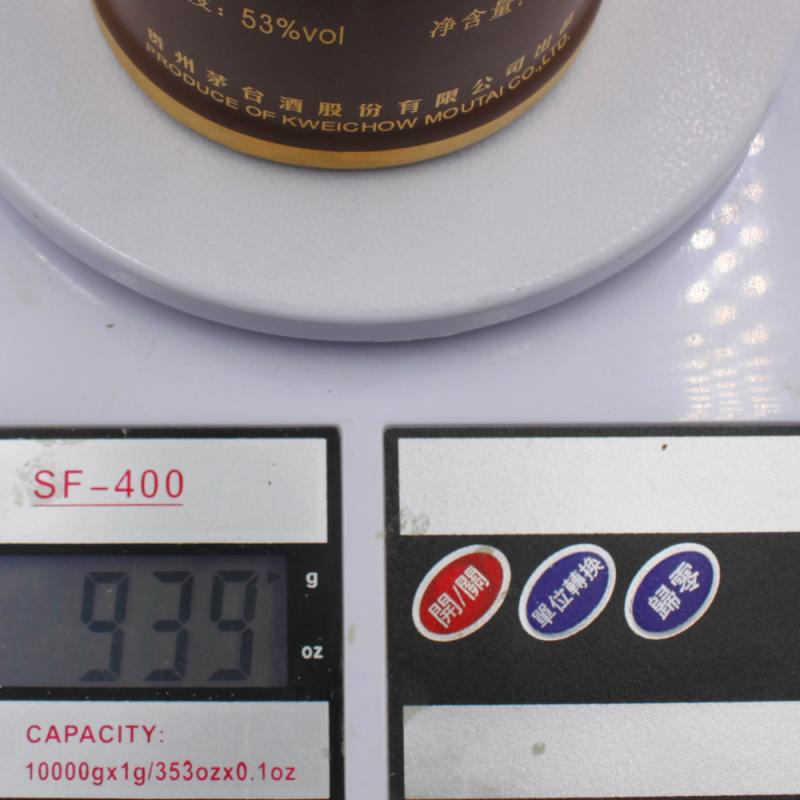 度：53%vol
净含量：
贵州茅台酒股份有限公司出品
PRODUCE OF KWEICHOW MOUTAI CO.,LTD.
SF-400
939
g
oz
開/關
單位轉換
歸零
CAPACITY:
10000gx1g/353ozx0.1oz